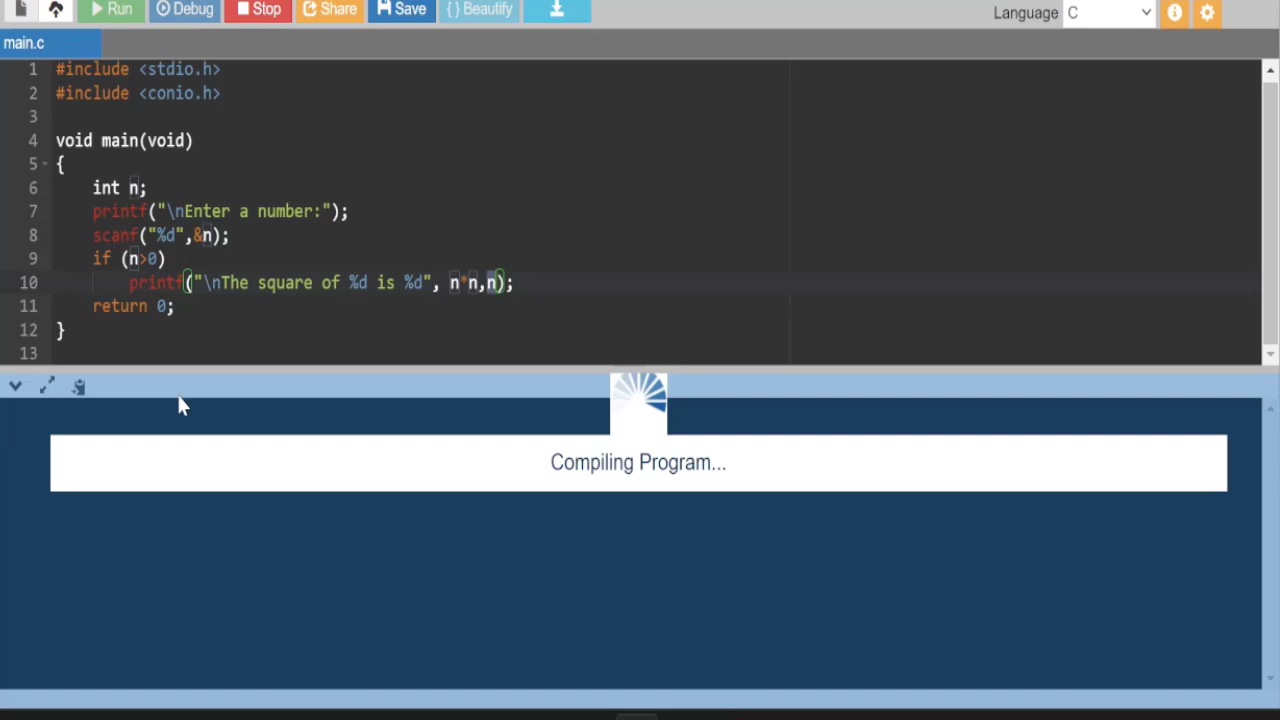 Run Debug Stop Share Save { } Beautify Language C
main.c
1 #include <stdio.h>
2 #include <conio.h>
3
4 void main(void)
5 {
6 int n;
7 printf("\nEnter a number:");
8 scanf("%d",&n);
9 if (n>0)
10 printf("\nThe square of %d is %d", n*n,n);
11 return 0;
12 }
13
Compiling Program...